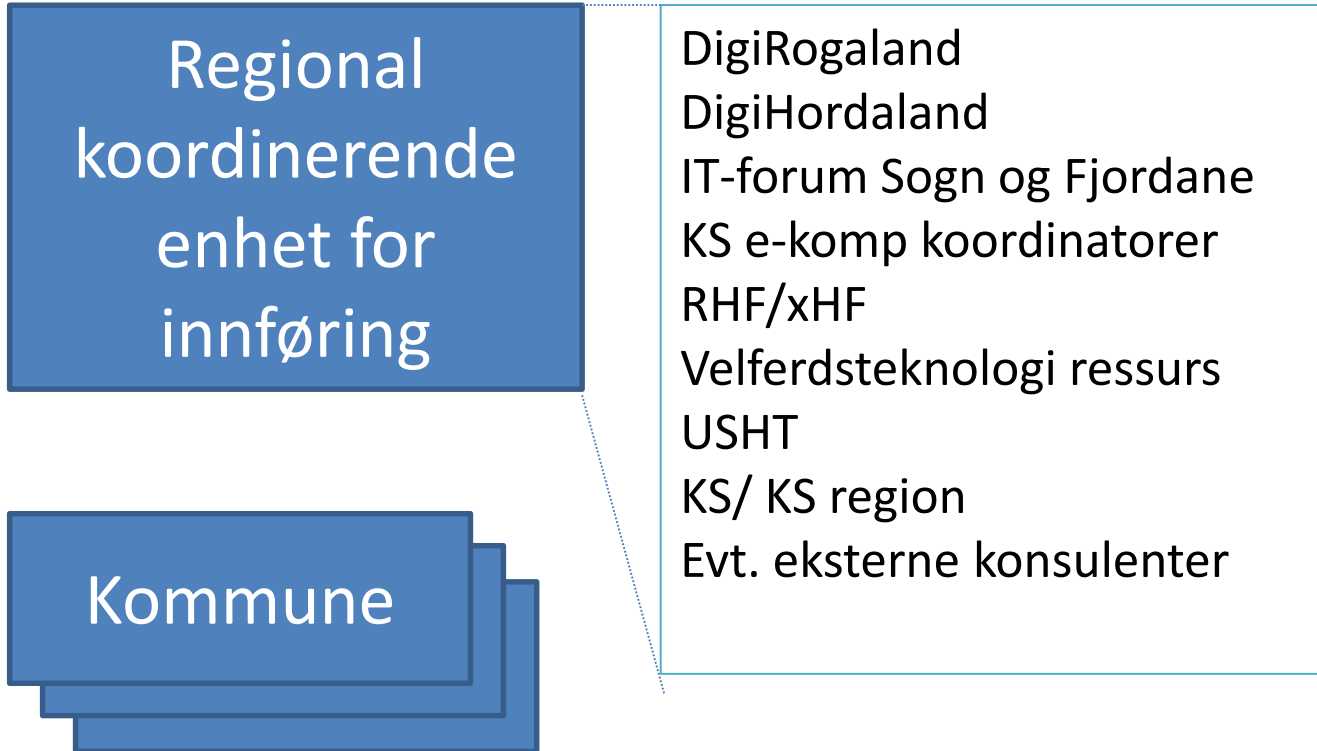 Regional
koordinerende
enhet for
innføring
DigiRogaland
DigiHordaland
IT-forum Sogn og Fjordane
KS e-komp koordinatorer
RHF/xHF
Velferdsteknologi ressurs
USHT
KS/ KS region
Evt. eksterne konsulenter
Kommune